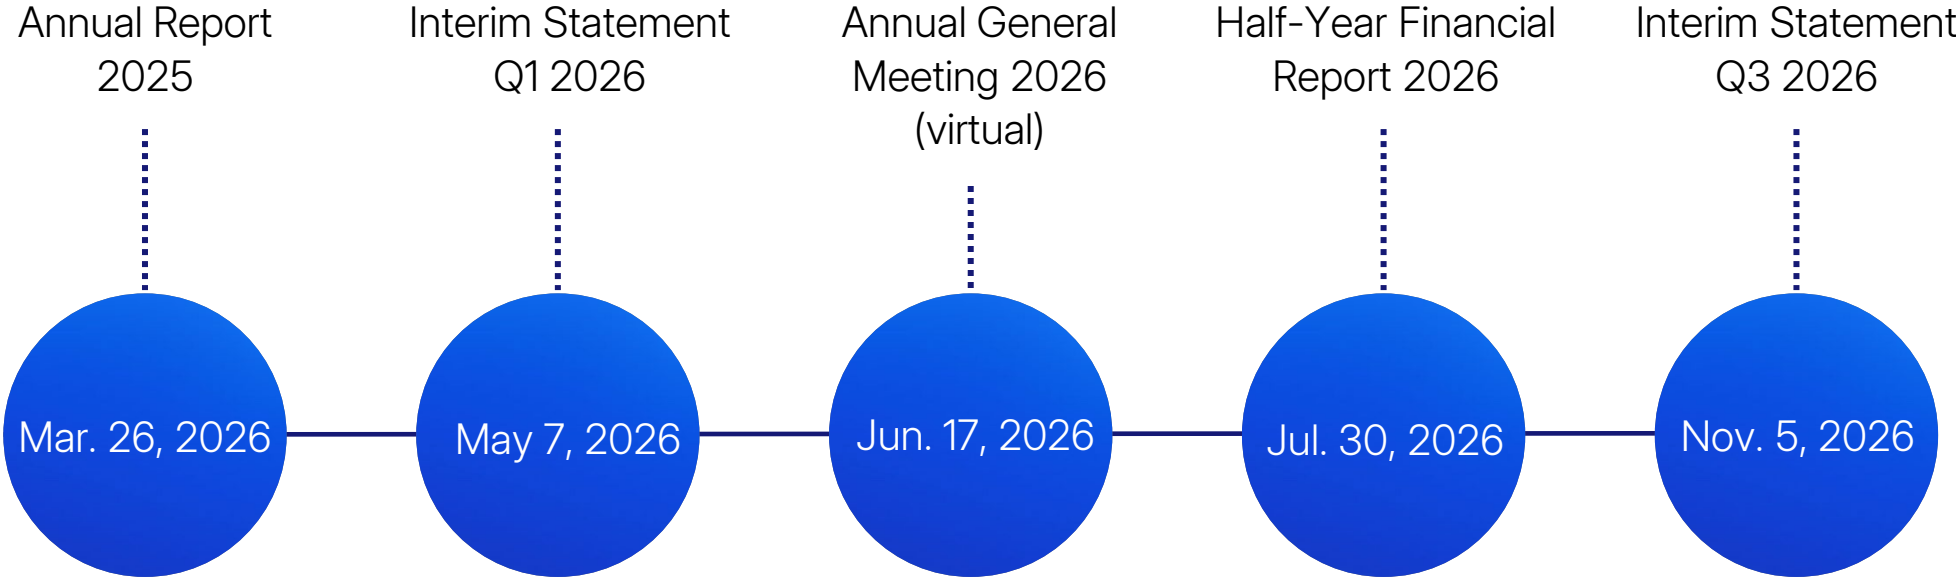 Annual Report
2025
Interim Statement
Q1 2026
Annual General
Meeting 2026
(virtual)
Half-Year Financial
Report 2026
Interim Statement
Q3 2026
Mar. 26, 2026
May 7, 2026
Jun. 17, 2026
Jul. 30, 2026
Nov. 5, 2026